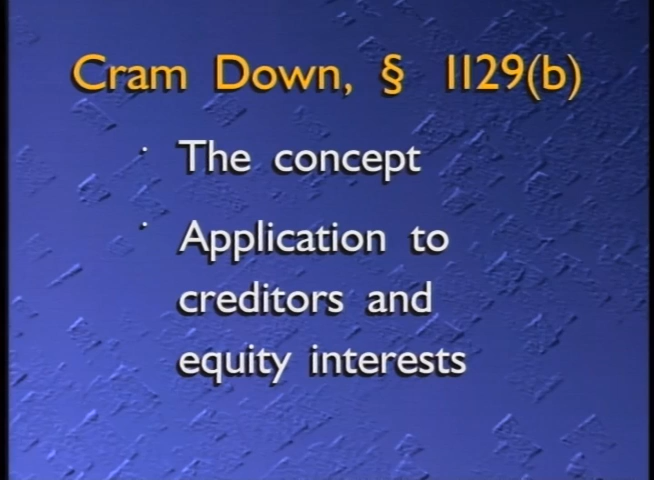 Cram Down, § 1129(b)
· The concept
· Application to
creditors and
equity interests